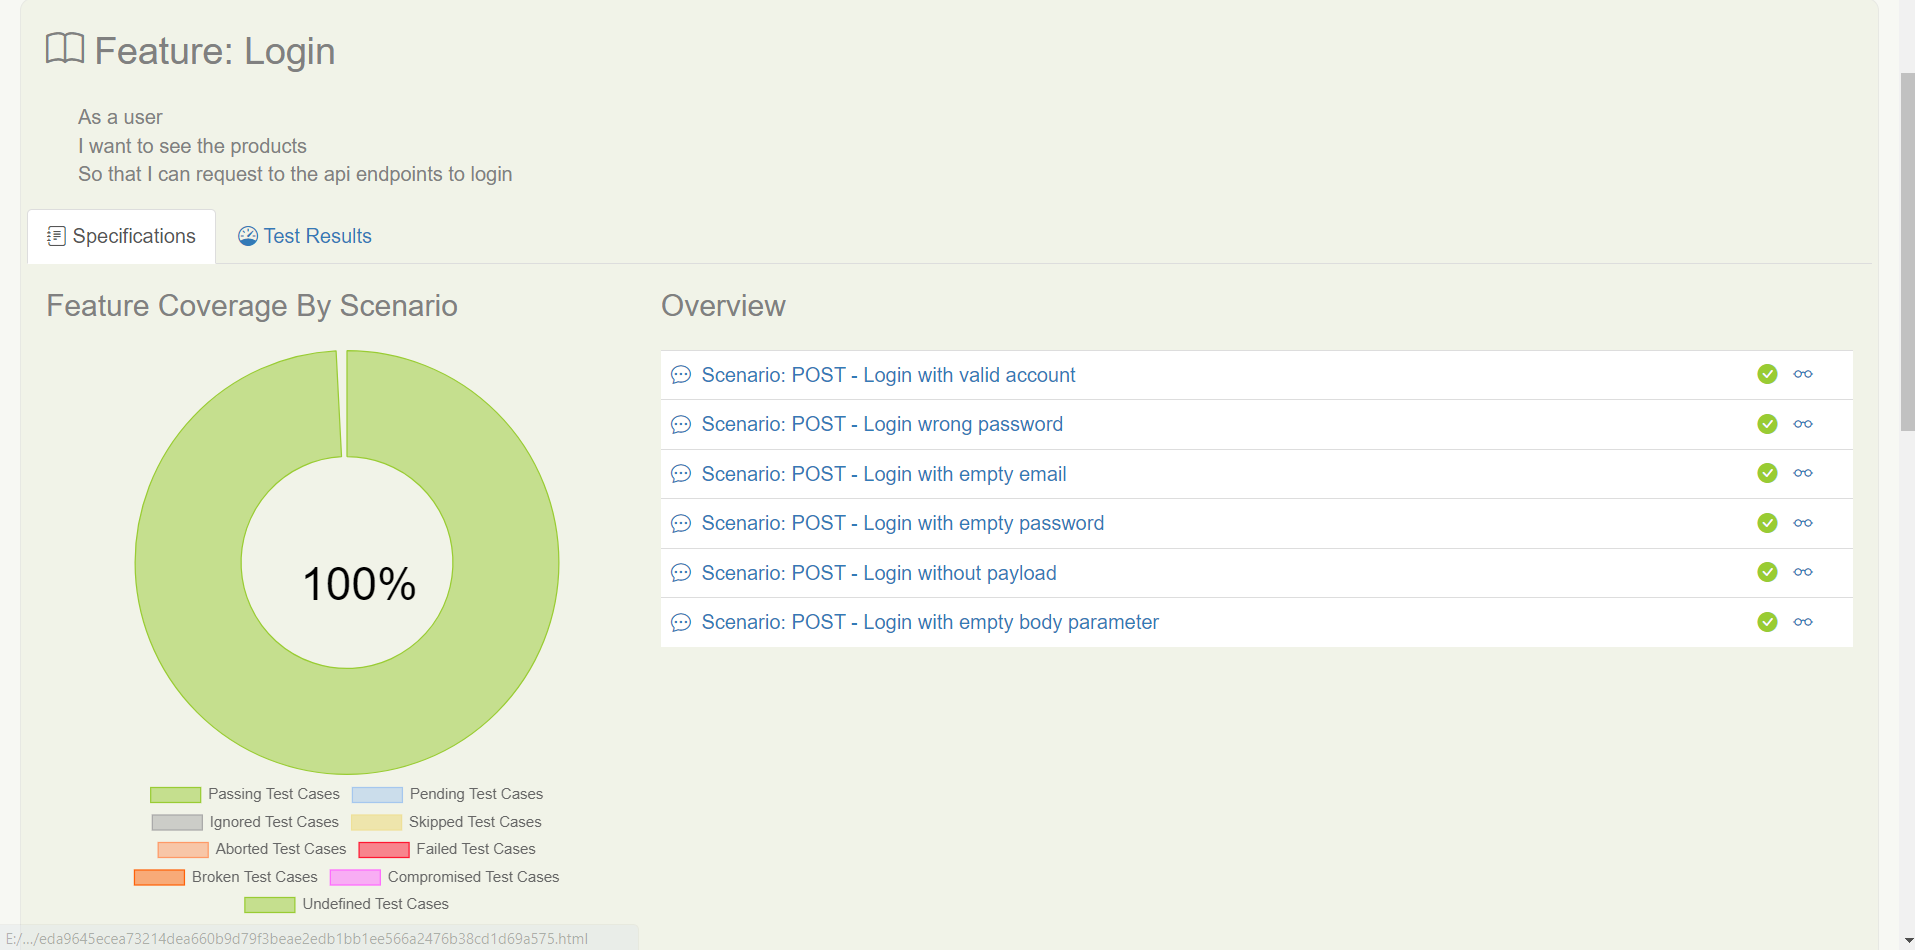 Feature: Login
As a user
I want to see the products
So that I can request to the api endpoints to login
Specifications
Test Results
Feature Coverage By Scenario
100%
Passing Test Cases
Pending Test Cases
Ignored Test Cases
Skipped Test Cases
Aborted Test Cases
Failed Test Cases
Broken Test Cases
Compromised Test Cases
Undefined Test Cases
Overview
Scenario: POST - Login with valid account
Scenario: POST - Login wrong password
Scenario: POST - Login with empty email
Scenario: POST - Login with empty password
Scenario: POST - Login without payload
Scenario: POST - Login with empty body parameter
E:/.../eda9645ecea73214dea660b9d79f3beae2edb1bb1ee566a2476b38cd1d69a575.html